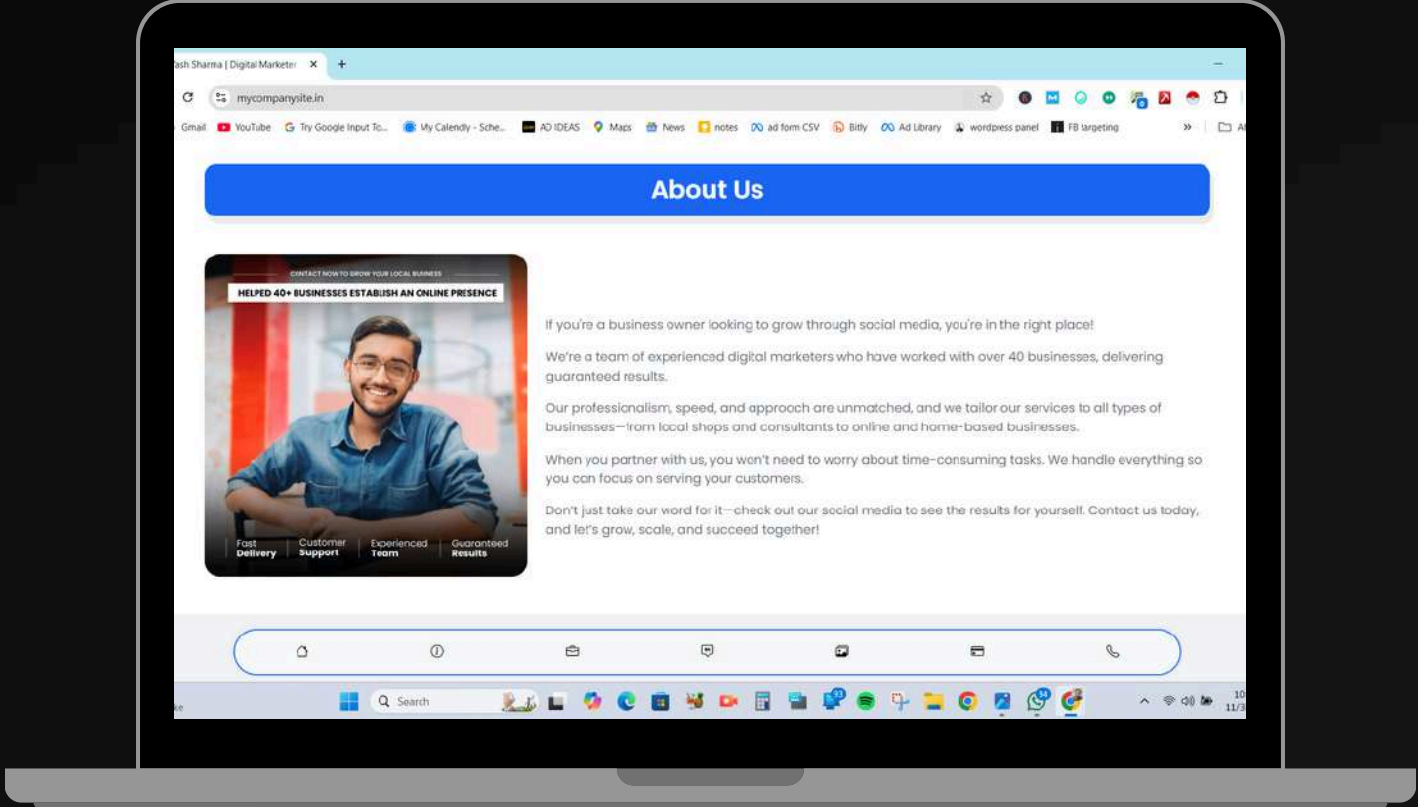 ash Sharma | Digital Marketer
mycompanysite.in
Gmail YouTube Try Google Input To... My Calendly - Sche... AD IDEAS Maps News notes ad form CSV Bitly Ad Library wordpress panel FB targeting
About Us
CONTACT NOW TO GROW YOUR LOCAL BUSINESS
HELPED 40+ BUSINESSES ESTABLISH AN ONLINE PRESENCE
Fast Delivery
Customer Support
Experienced Team
Guaranteed Results
If you're a business owner looking to grow through social media, you're in the right place!
We're a team of experienced digital marketers who have worked with over 40 businesses, delivering
guaranteed results.
Our professionalism, speed, and approach are unmatched, and we tailor our services to all types of
businesses—from local shops and consultants to online and home-based businesses.
When you partner with us, you won't need to worry about time-consuming tasks. We handle everything so
you can focus on serving your customers.
Don't just take our word for it—check out our social media to see the results for yourself. Contact us today,
and let's grow, scale, and succeed together!
Search
93
54
10
11/3